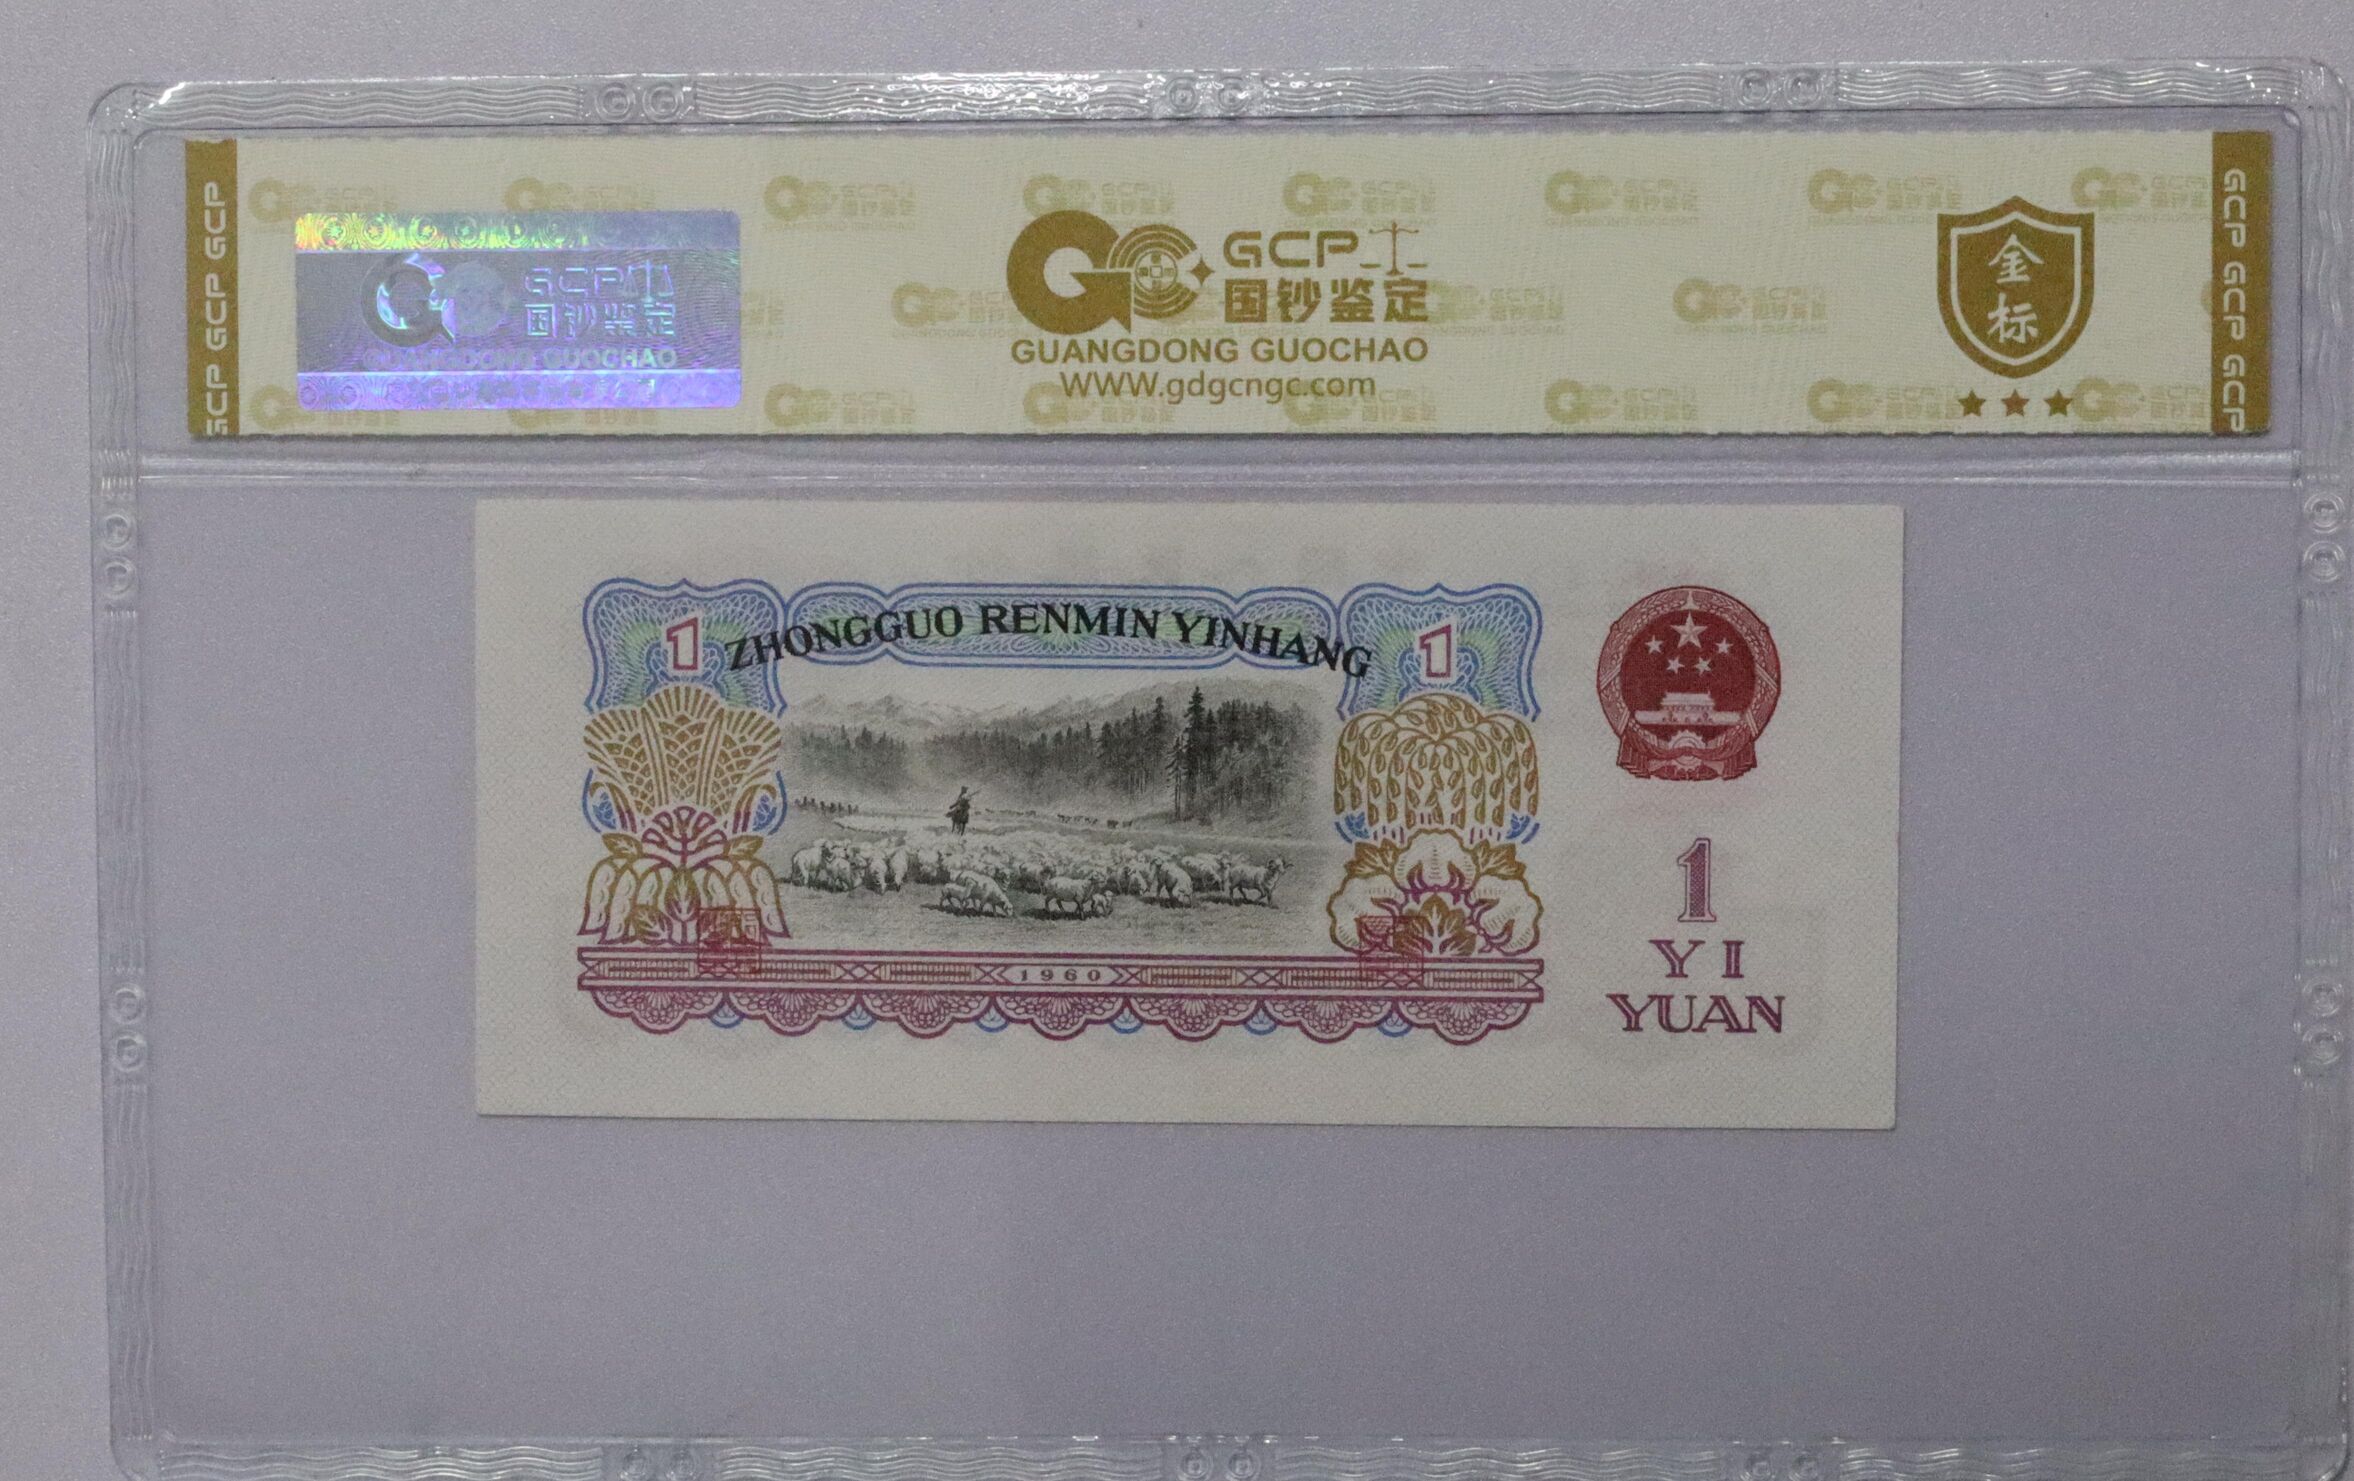 GCP GCP GCP
GCP
国钞鉴定
GUANGDONG GUOCHAO
GCP
国钞鉴定
GUANGDONG GUOCHAO
WWW.gdgcngc.com
金
标
GCP GCP GCP
1 ZHONGGUO RENMIN YINHANG 1
1960
1
YI
YUAN